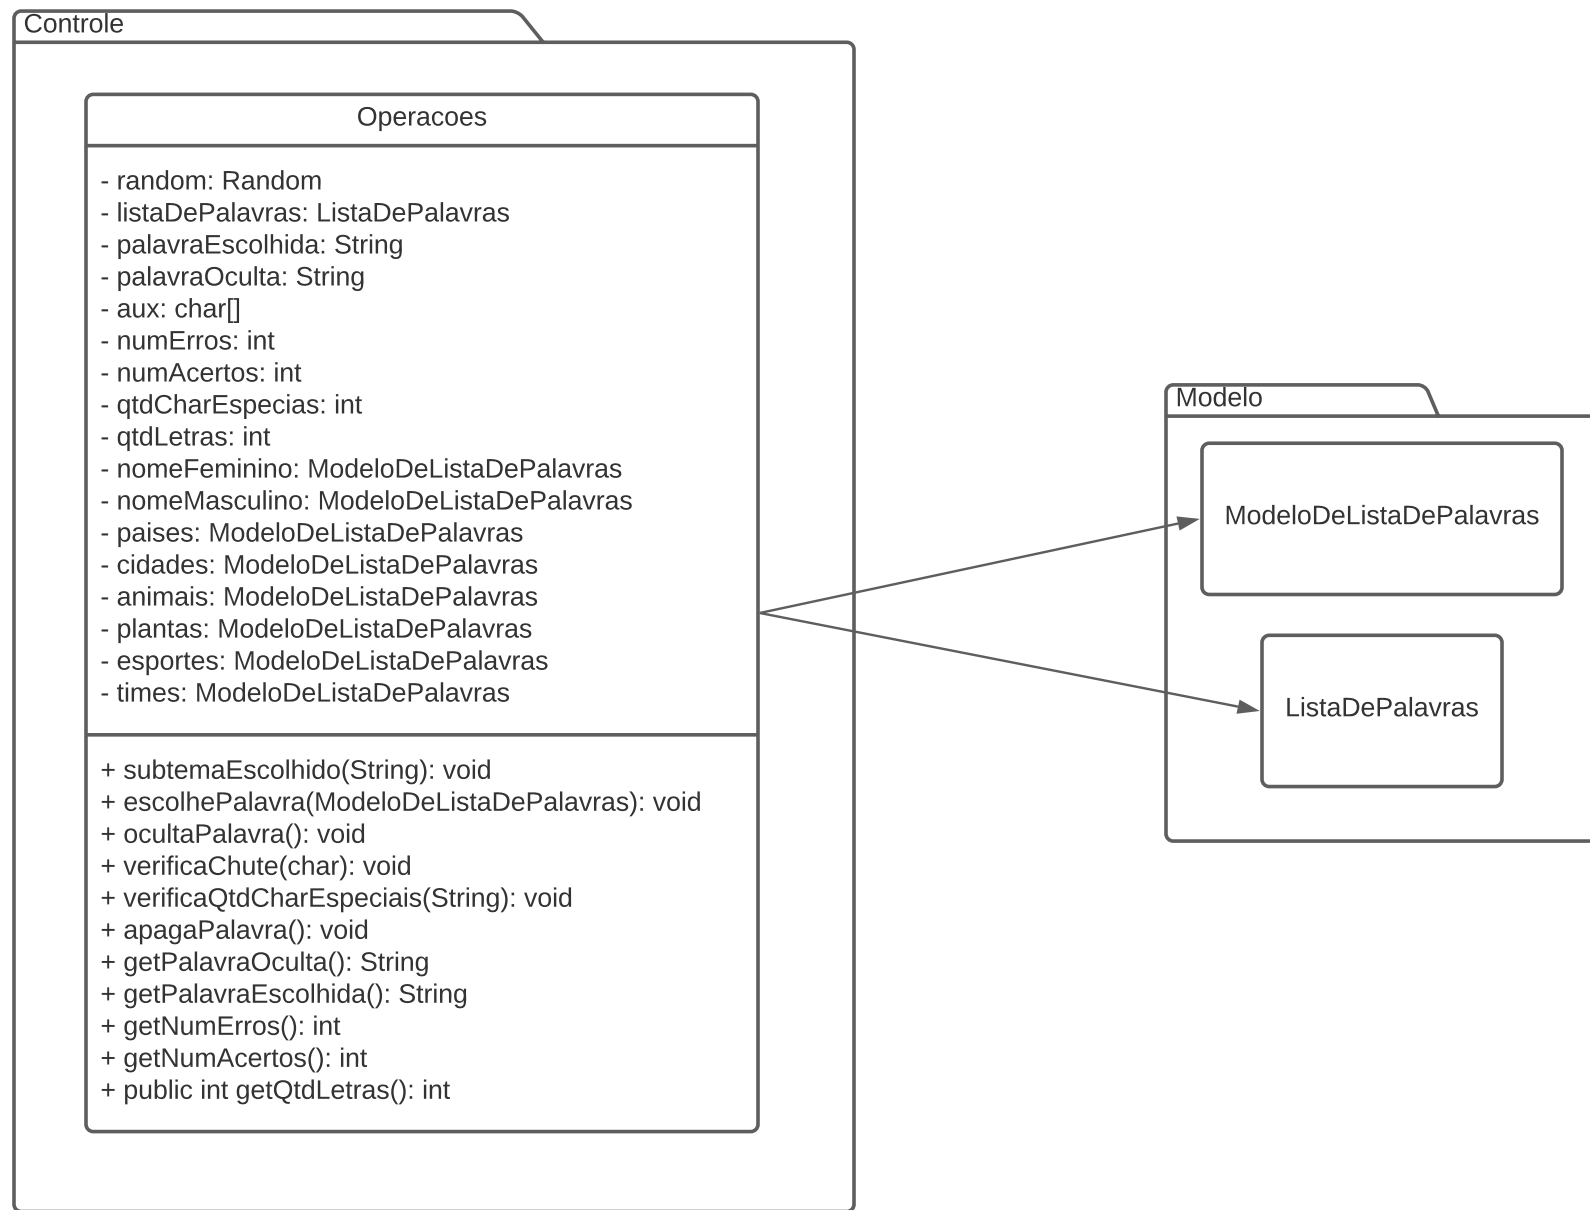 Controle
Operacoes
- random: Random
- listaDePalavras: ListaDePalavras
- palavraEscolhida: String
- palavraOculta: String
- aux: char[]
- numErros: int
- numAcertos: int
- qtdCharEspecias: int
- qtdLetras: int
- nomeFeminino: ModeloDeListaDePalavras
- nomeMasculino: ModeloDeListaDePalavras
- paises: ModeloDeListaDePalavras
- cidades: ModeloDeListaDePalavras
- animais: ModeloDeListaDePalavras
- plantas: ModeloDeListaDePalavras
- esportes: ModeloDeListaDePalavras
- times: ModeloDeListaDePalavras
+ subtemaEscolhido(String): void
+ escolhePalavra(ModeloDeListaDePalavras): void
+ ocultaPalavra(): void
+ verificaChute(char): void
+ verificaQtdCharEspeciais(String): void
+ apagaPalavra(): void
+ getPalavraOculta(): String
+ getPalavraEscolhida(): String
+ getNumErros(): int
+ getNumAcertos(): int
+ public int getQtdLetras(): int
Modelo
ModeloDeListaDePalavras
ListaDePalavras